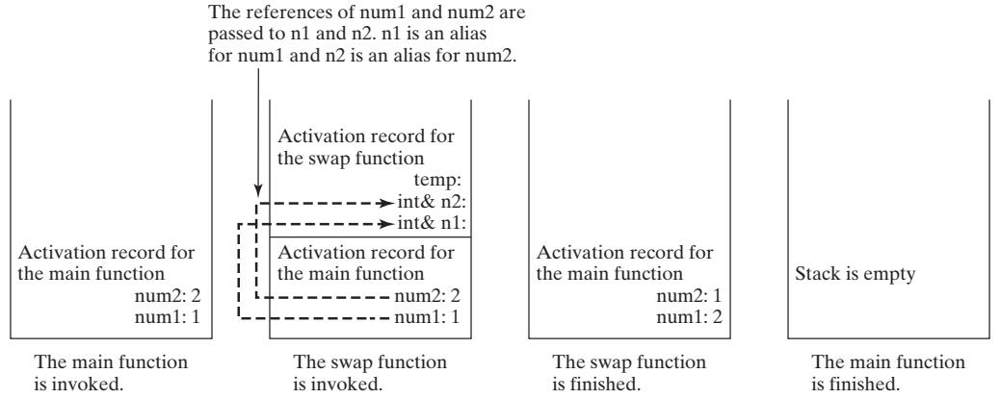 The references of num1 and num2 are
passed to n1 and n2. n1 is an alias
for num1 and n2 is an alias for num2.
Activation record for
the main function
num2: 2
num1: 1
The main function
is invoked.
Activation record for
the swap function
temp:
int& n2:
int& n1:
Activation record for
the main function
num2: 2
num1: 1
The swap function
is invoked.
Activation record for
the main function
num2: 1
num1: 2
The swap function
is finished.
Stack is empty
The main function
is finished.